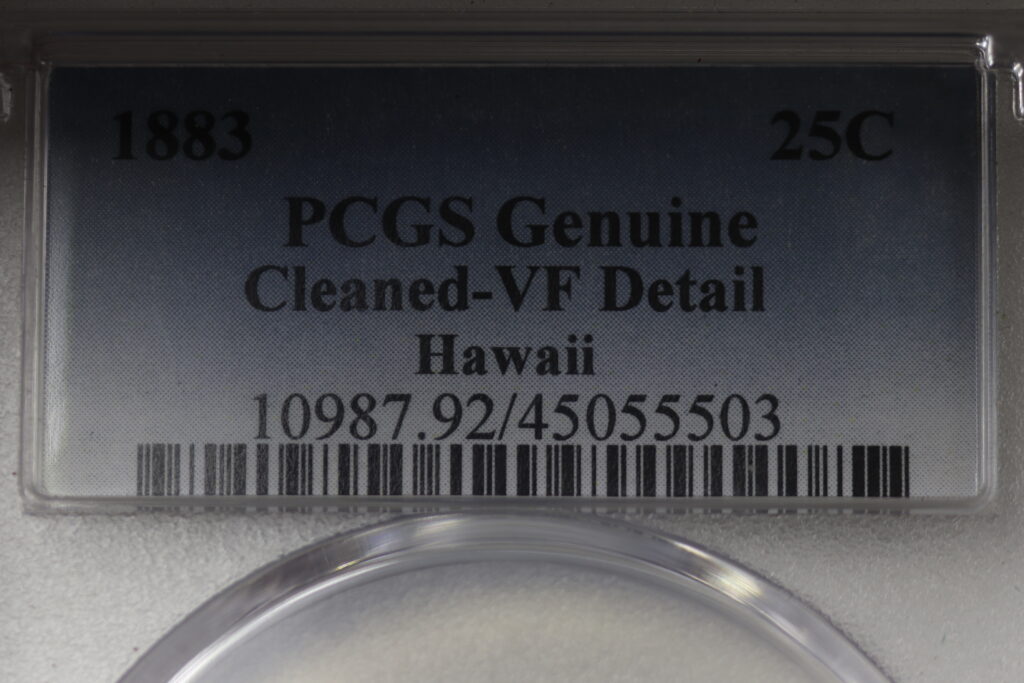 1883 25C
PCGS Genuine
Cleaned-VF Detail
Hawaii
10987.92/45055503